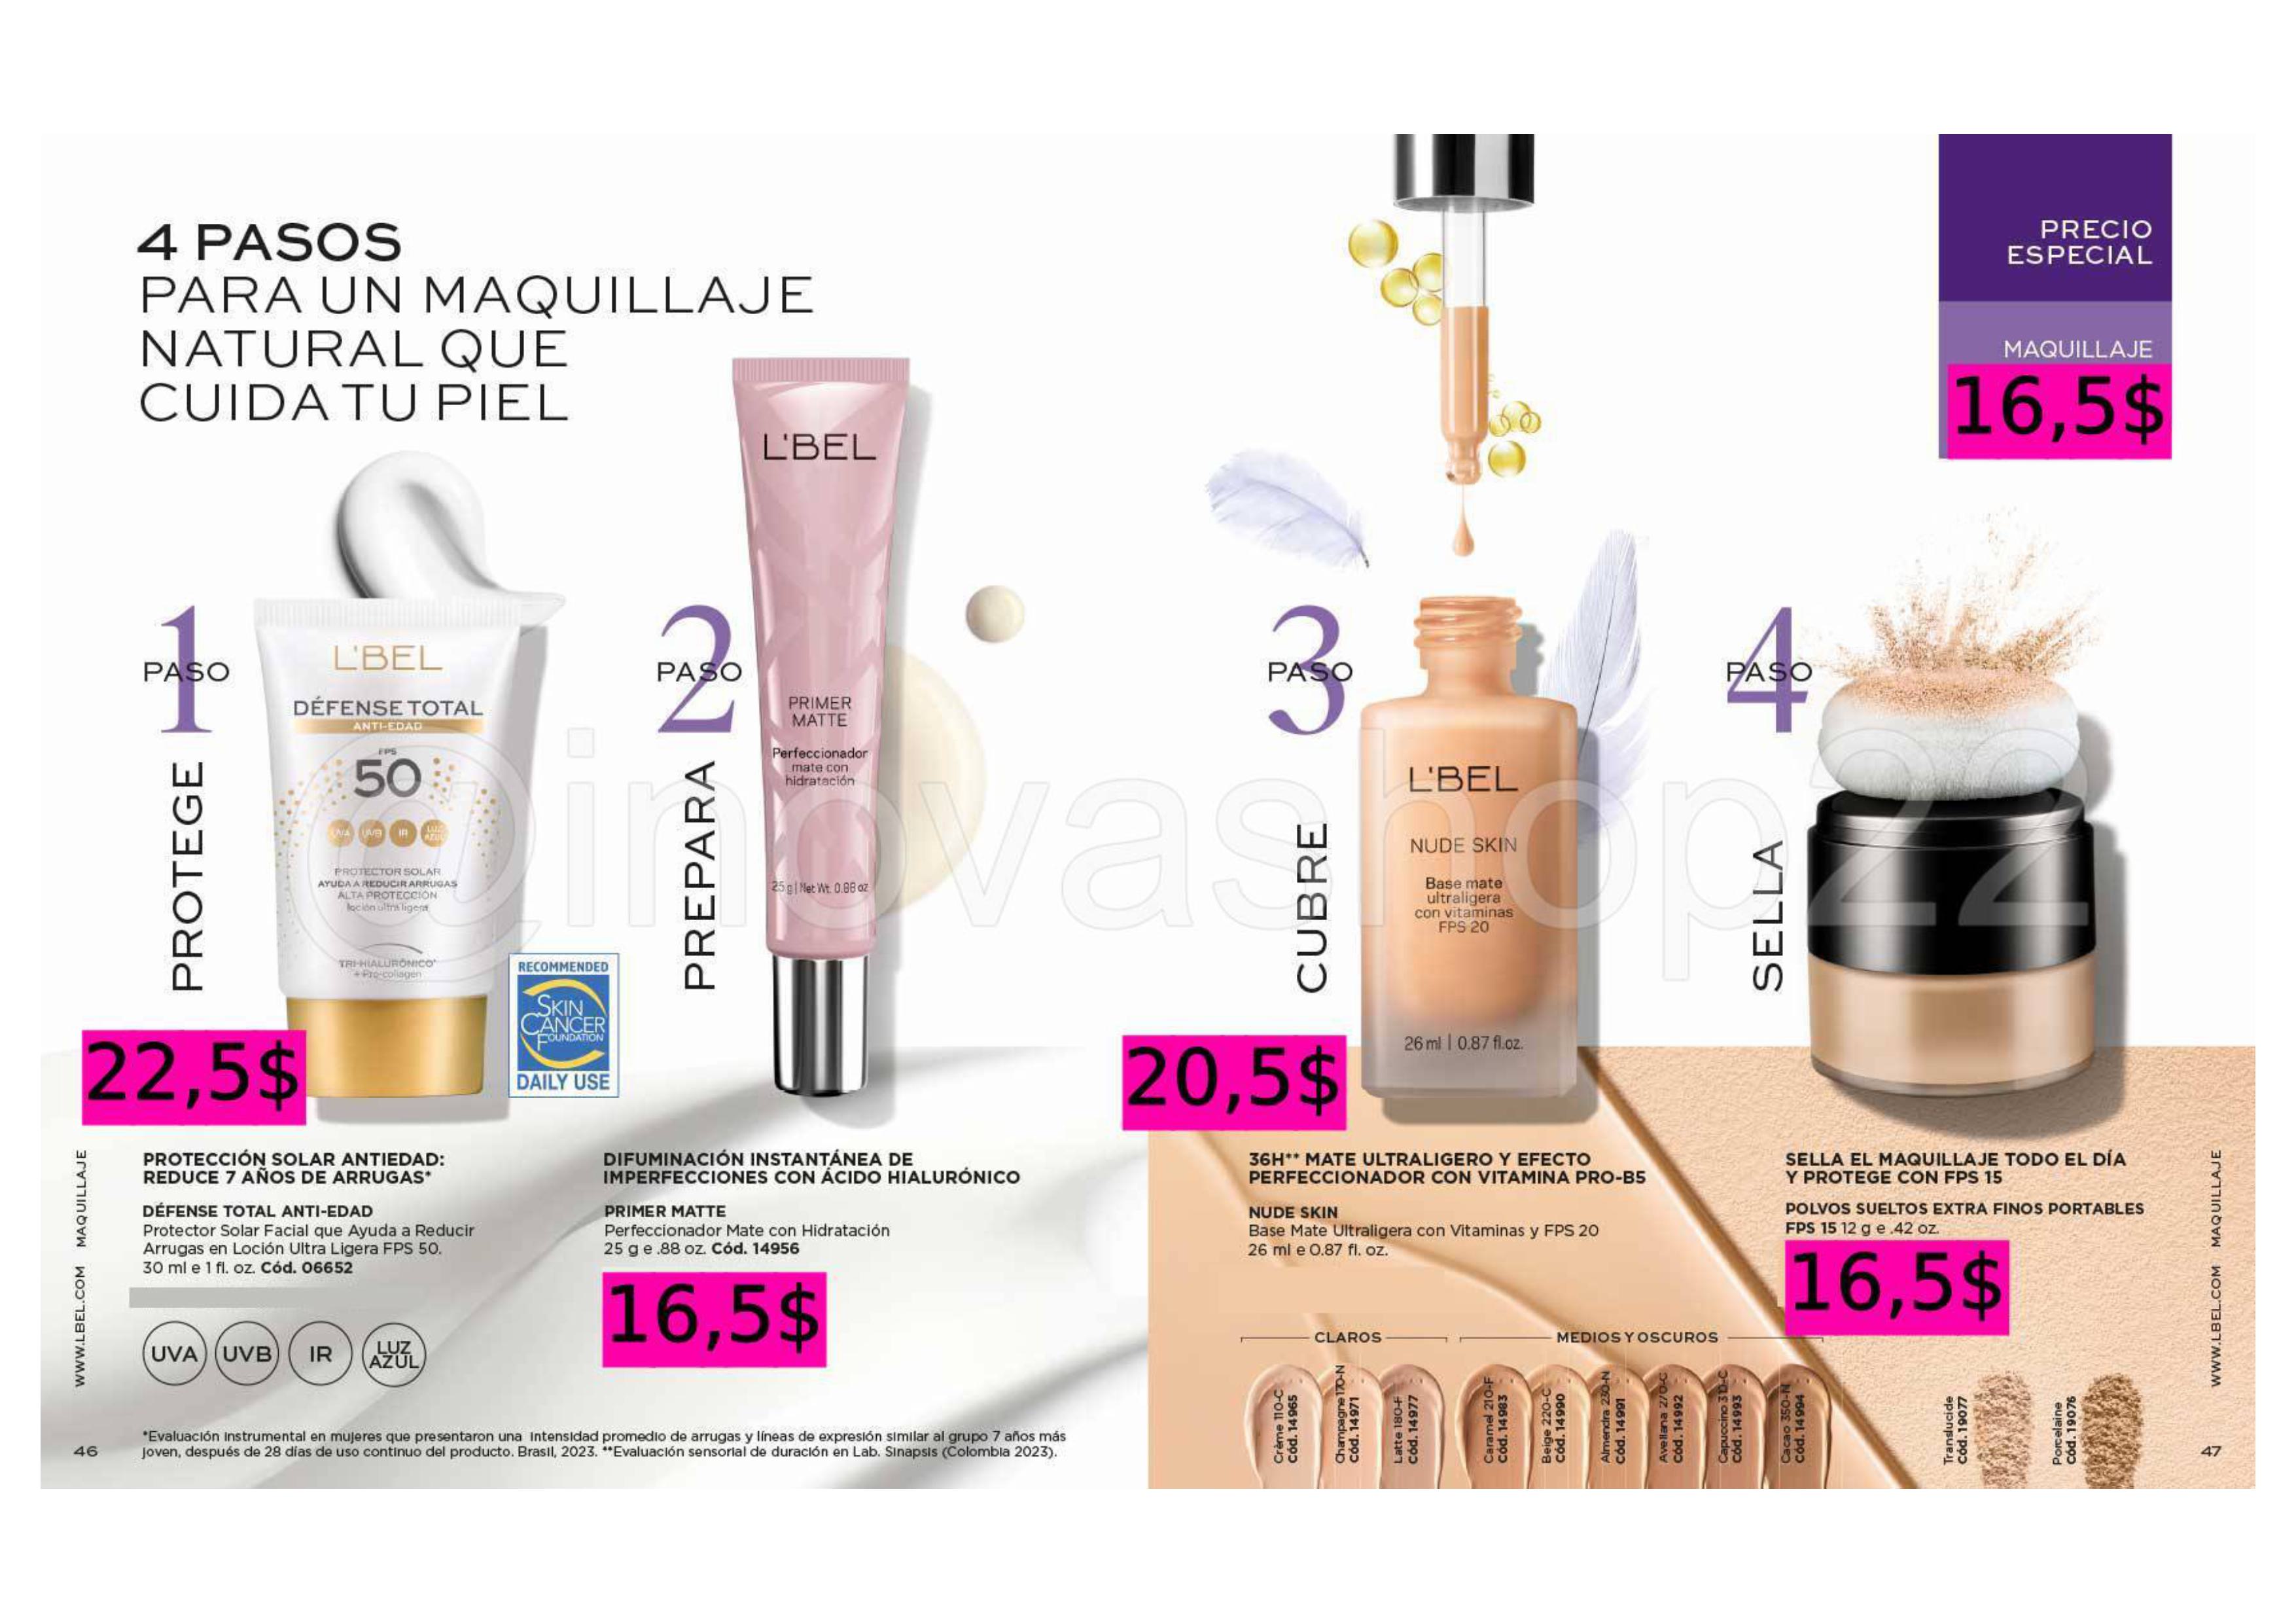 4 PASOS
PARA UN MAQUILLAJE
NATURAL QUE
CUIDA TU PIEL
PRECIO
ESPECIAL
MAQUILLAJE
16,5$
1
PASO
PROTEGE
L'BEL
DÉFENSE TOTAL
ANTI-EDAD
FPS
50
UVA UVB IR LUZ AZUL
PROTECTOR SOLAR
AYUDA A REDUCIR ARRUGAS
ALTA PROTECCIÓN
loción ultra ligera
TRI-HIALURÓNICO*
+ Pro-colagen
RECOMMENDED
SKIN
CANCER
FOUNDATION
DAILY USE
22,5$
PROTECCIÓN SOLAR ANTIEDAD:
REDUCE 7 AÑOS DE ARRUGAS*
DÉFENSE TOTAL ANTI-EDAD
Protector Solar Facial que Ayuda a Reducir
Arrugas en Loción Ultra Ligera FPS 50.
30 ml e 1 fl. oz. Cód. 06652
UVA UVB IR LUZ AZUL
2
PASO
PREPARA
L'BEL
PRIMER
MATTE
Perfeccionador
mate con
hidratación
25 g | Net Wt. 0.88 oz
DIFUMINACIÓN INSTANTÁNEA DE
IMPERFECCIONES CON ÁCIDO HIALURÓNICO
PRIMER MATTE
Perfeccionador Mate con Hidratación
25 g e .88 oz. Cód. 14956
16,5$
3
PASO
CUBRE
L'BEL
NUDE SKIN
Base mate
ultraligera
con vitaminas
FPS 20
26 ml | 0.87 fl.oz.
20,5$
36H** MATE ULTRALIGERO Y EFECTO
PERFECCIONADOR CON VITAMINA PRO-B5
NUDE SKIN
Base Mate Ultraligera con Vitaminas y FPS 20
26 ml e 0.87 fl. oz.
CLAROS
MEDIOS Y OSCUROS
Crème 110-C
Cód. 14965
Champagne 170-N
Cód. 14971
Latte 180-F
Cód. 14977
Caramel 210-F
Cód. 14983
Beige 220-C
Cód. 14990
Almendra 230-N
Cód. 14991
Avellana 270-C
Cód. 14992
Capuccino 310-C
Cód. 14993
Cacao 350-N
Cód. 14994
4
PASO
SELLA
SELLA EL MAQUILLAJE TODO EL DÍA
Y PROTEGE CON FPS 15
POLVOS SUELTOS EXTRA FINOS PORTABLES
FPS 15 12 g e .42 oz.
16,5$
Translucide
Cód. 19077
Porcelaine
Cód. 19076
*Evaluación instrumental en mujeres que presentaron una intensidad promedio de arrugas y líneas de expresión similar al grupo 7 años más
joven, después de 28 días de uso continuo del producto. Brasil, 2023. **Evaluación sensorial de duración en Lab. Sinapsis (Colombia 2023).
WWW.LBEL.COM MAQUILLAJE
46
WWW.LBEL.COM MAQUILLAJE
47
@inovashop22